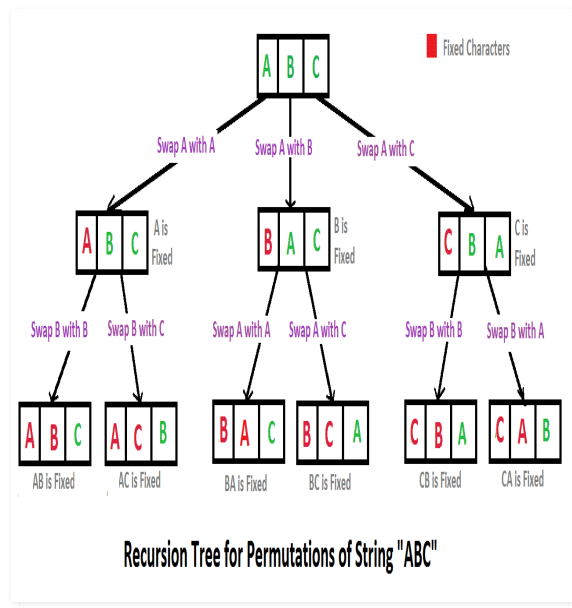 Fixed Characters
A B C
Swap A with A
Swap A with B
Swap A with C
A B C
A is
Fixed
B A C
B is
Fixed
C B A
C is
Fixed
Swap B with B
Swap B with C
Swap A with A
Swap A with C
Swap B with B
Swap B with A
A B C
A C B
B A C
B C A
C B A
C A B
AB is Fixed
AC is Fixed
BA is Fixed
BC is Fixed
CB is Fixed
CA is Fixed
Recursion Tree for Permutations of String "ABC"